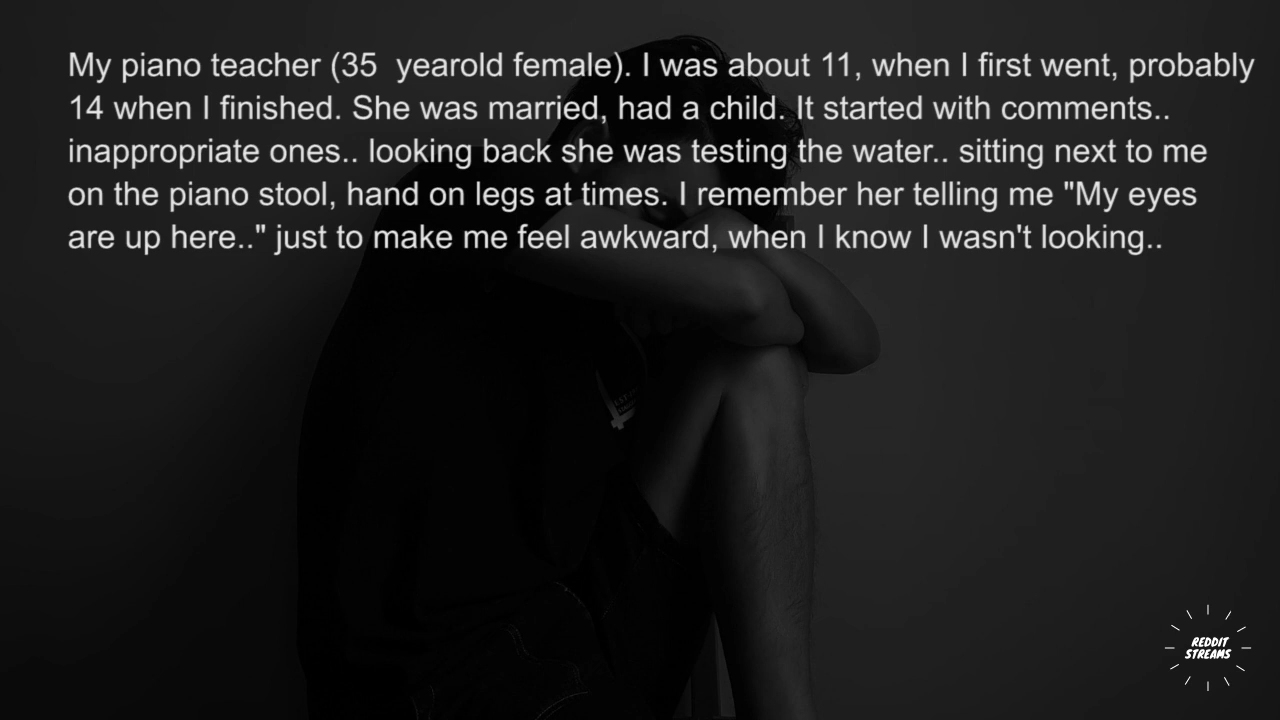 My piano teacher (35  yearold female). I was about 11, when I first went, probably
14 when I finished. She was married, had a child. It started with comments..
inappropriate ones.. looking back she was testing the water.. sitting next to me
on the piano stool, hand on legs at times. I remember her telling me "My eyes
are up here.." just to make me feel awkward, when I know I wasn't looking..
REDDIT
STREAMS